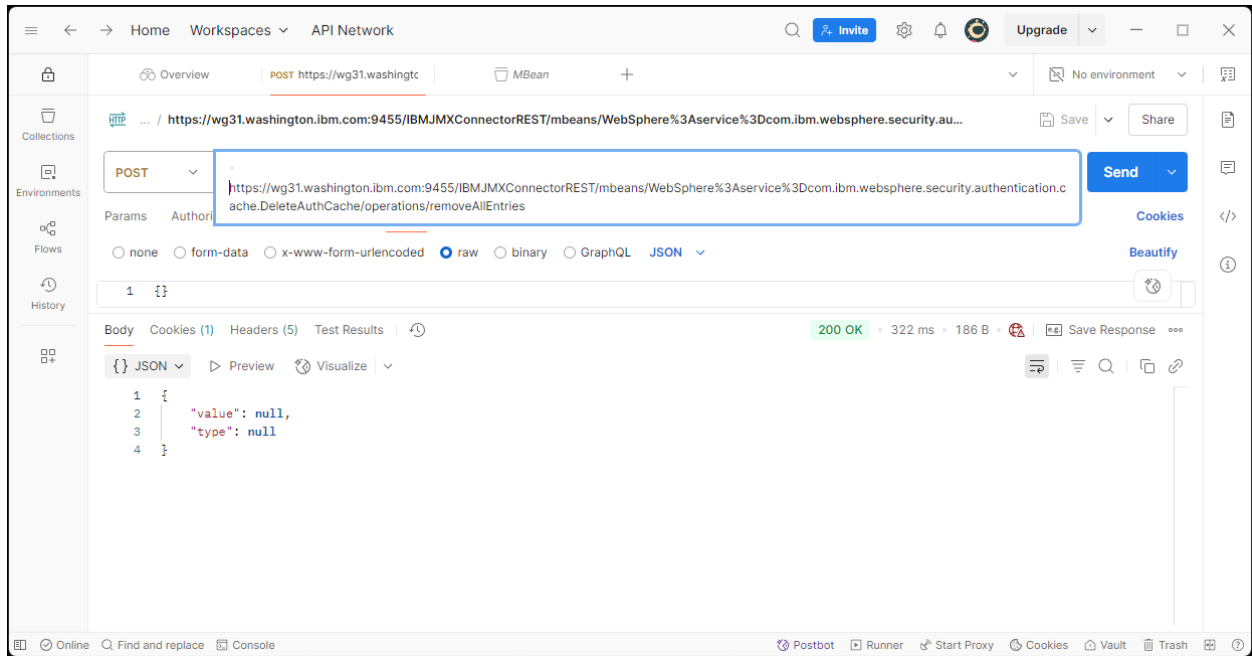 Home Workspaces API Network Invite Upgrade
Overview POST https://wg31.washingtc MBean No environment
HTTP ... / https://wg31.washington.ibm.com:9455/IBMJMXConnectorREST/mbeans/WebSphere%3Aservice%3Dcom.ibm.websphere.security.au... Save Share
Collections
POST Send
https://wg31.washington.ibm.com:9455/IBMJMXConnectorREST/mbeans/WebSphere%3Aservice%3Dcom.ibm.websphere.security.authentication.c
ache.DeleteAuthCache/operations/removeAllEntries
Environments
Params Authori Cookies
Flows
none form-data x-www-form-urlencoded raw binary GraphQL JSON Beautify
1 {}
History
Body Cookies (1) Headers (5) Test Results 200 OK 322 ms 186 B e.g. Save Response
{} JSON Preview Visualize
1 {
2 "value": null,
3 "type": null
4 }
Online Find and replace Console Postbot Runner Start Proxy Cookies Vault Trash